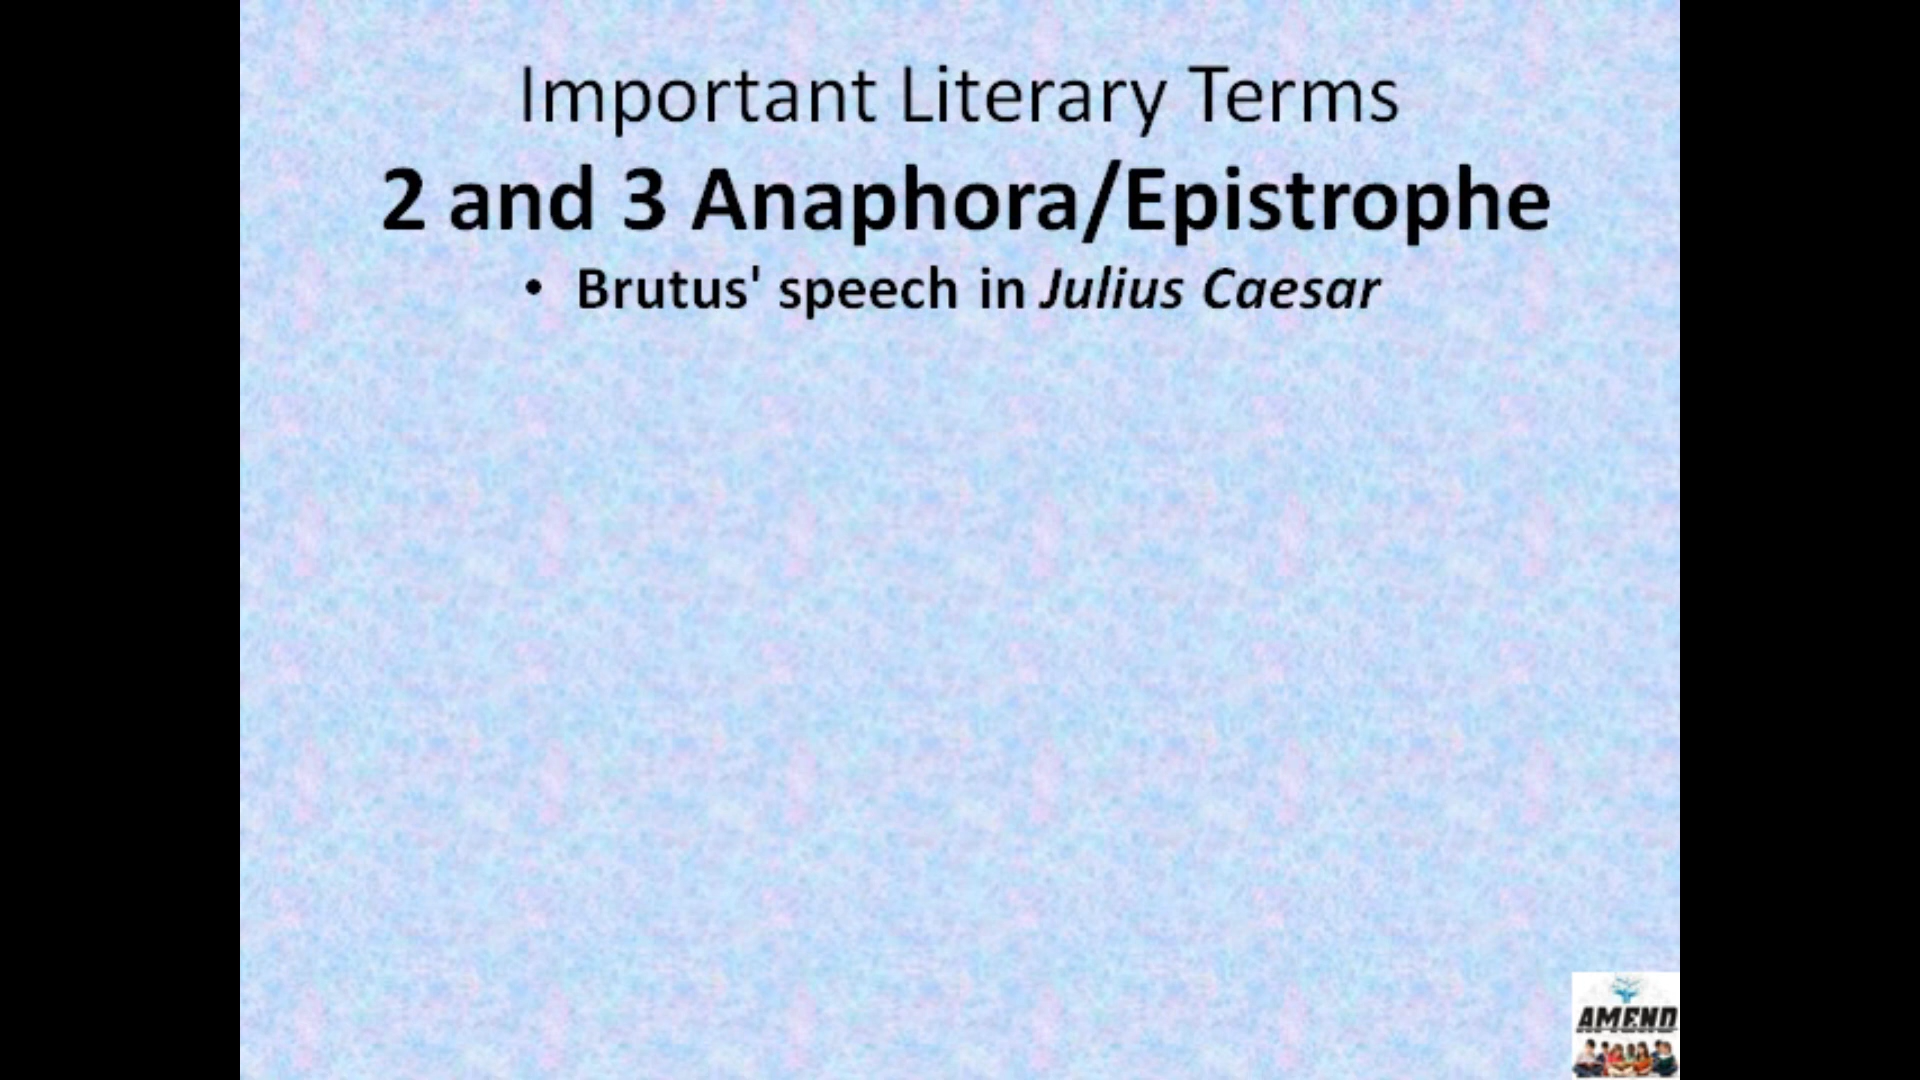 Important Literary Terms
2 and 3 Anaphora/Epistrophe
• Brutus' speech in Julius Caesar
AMEND